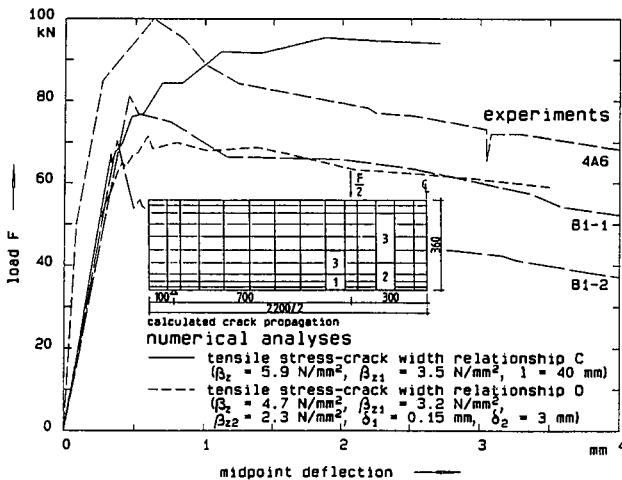 100
kN
80
60
40
20
0
load F
experiments
4A6
B1-1
B1-2
F
2
C
L
3
3
1
2
360
100
700
300
2200/2
calculated crack propagation
numerical analyses
tensile stress-crack width relationship C
(βz = 5.9 N/mm², βz1 = 3.5 N/mm², l = 40 mm)
tensile stress-crack width relationship D
(βz = 4.7 N/mm², βz1 = 3.2 N/mm²,
βz2 = 2.3 N/mm², δ1 = 0.15 mm, δ2 = 3 mm)
0
1
2
3
mm
4
midpoint deflection